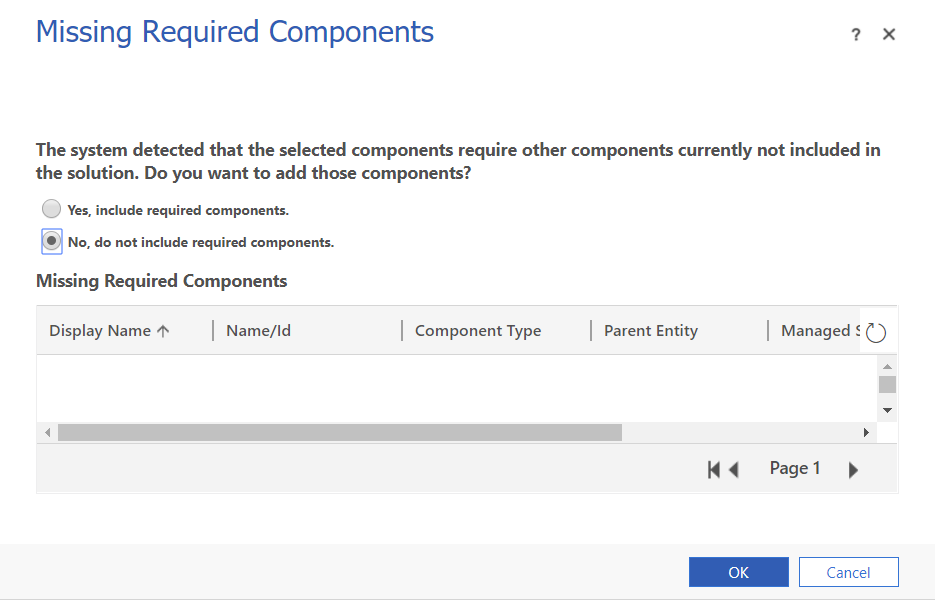 Missing Required Components
?
The system detected that the selected components require other components currently not included in
the solution. Do you want to add those components?
Yes, include required components.
No, do not include required components.
Missing Required Components
Display Name Name/Id Component Type Parent Entity Managed
Page 1
OK Cancel